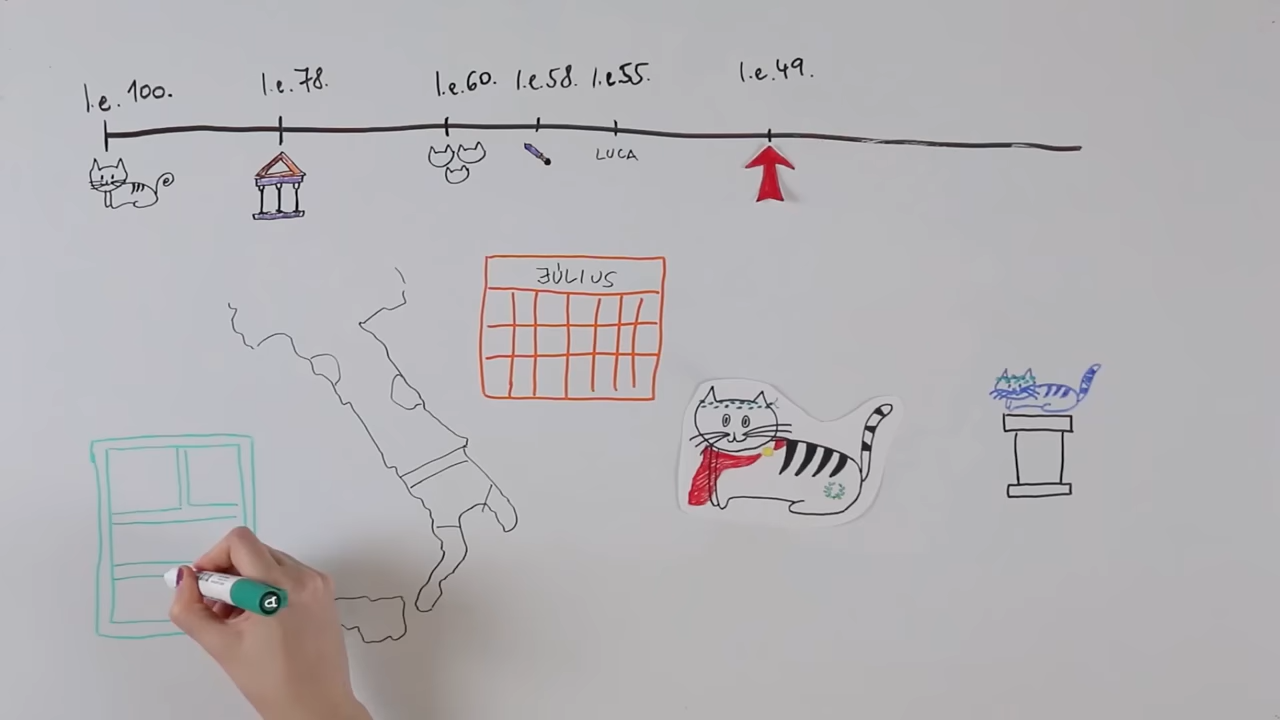 I.e. 100.
I.e. 78.
I.e. 60.
I.e. 58.
I.e. 55.
I.e. 49.
LUCA
JÚLIUS